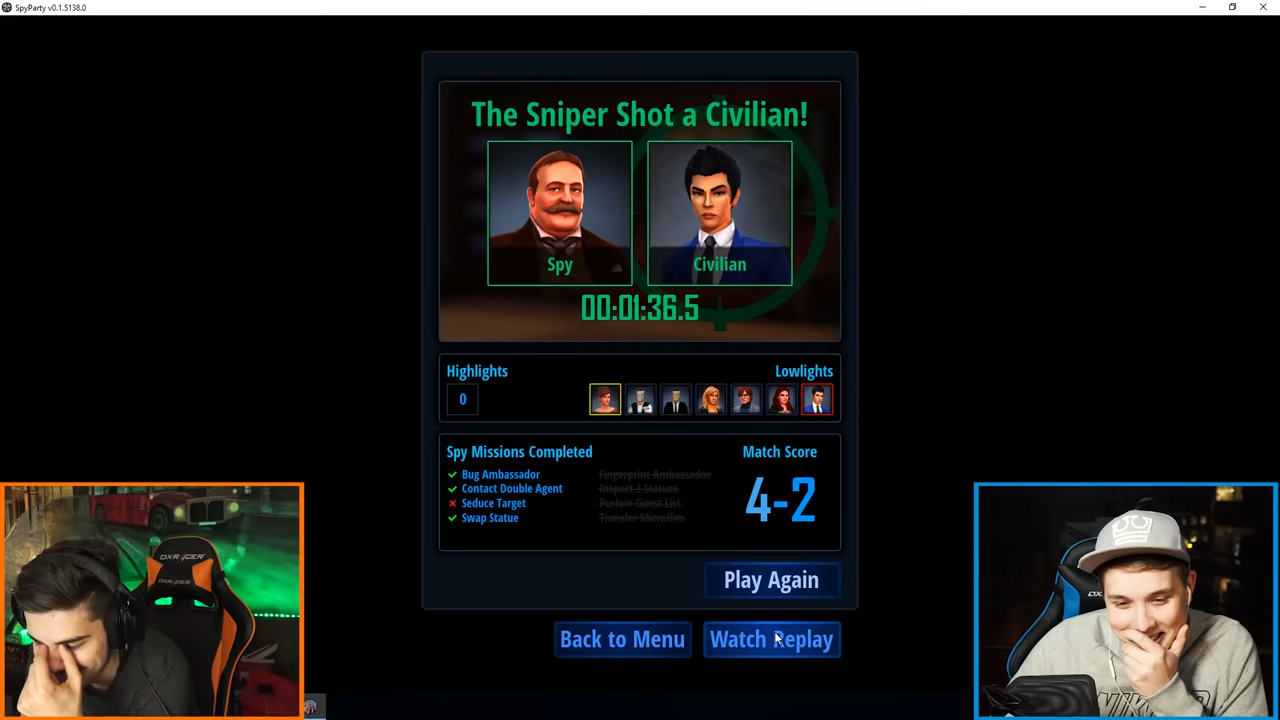 SpyParty v0.1.5138.0
The Sniper Shot a Civilian!
Spy
Civilian
00:01:36.5
Highlights
Lowlights
0
Spy Missions Completed
Match Score
Bug Ambassador
Fingerprint Ambassador
Contact Double Agent
Inspect 3 Statues
Seduce Target
Purloin Guest List
Swap Statue
Transfer Microfilm
4-2
Play Again
Back to Menu
Watch Replay
DXRACER